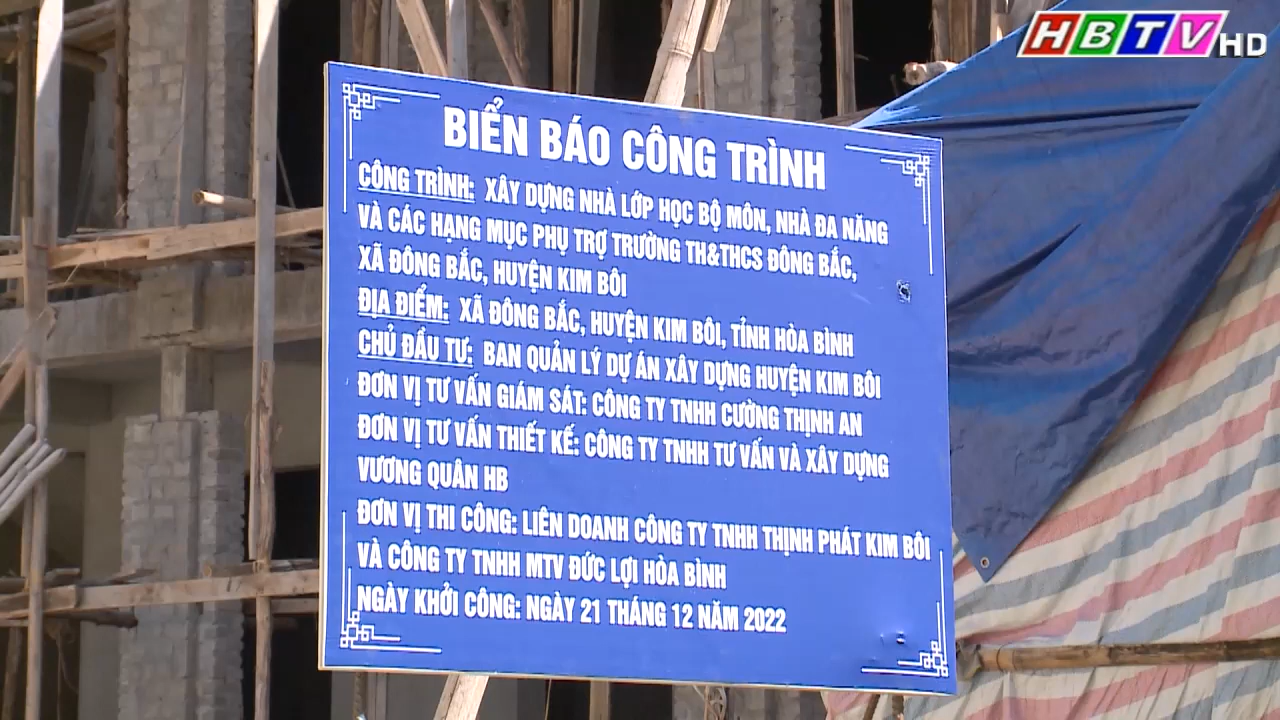 HBTV HD
BIỂN BÁO CÔNG TRÌNH
CÔNG TRÌNH: XÂY DỰNG NHÀ LỚP HỌC BỘ MÔN, NHÀ ĐA NĂNG
VÀ CÁC HẠNG MỤC PHỤ TRỢ TRƯỜNG TH&THCS ĐÔNG BẮC,
XÃ ĐÔNG BẮC, HUYỆN KIM BÔI
ĐỊA ĐIỂM: XÃ ĐÔNG BẮC, HUYỆN KIM BÔI, TỈNH HÒA BÌNH
CHỦ ĐẦU TƯ: BAN QUẢN LÝ DỰ ÁN XÂY DỰNG HUYỆN KIM BÔI
ĐƠN VỊ TƯ VẤN GIÁM SÁT: CÔNG TY TNHH CƯỜNG THỊNH AN
ĐƠN VỊ TƯ VẤN THIẾT KẾ: CÔNG TY TNHH TƯ VẤN VÀ XÂY DỰNG
VƯƠNG QUÂN HB
ĐƠN VỊ THI CÔNG: LIÊN DOANH CÔNG TY TNHH THỊNH PHÁT KIM BÔI
VÀ CÔNG TY TNHH MTV ĐỨC LỢI HÒA BÌNH
NGÀY KHỞI CÔNG: NGÀY 21 THÁNG 12 NĂM 2022